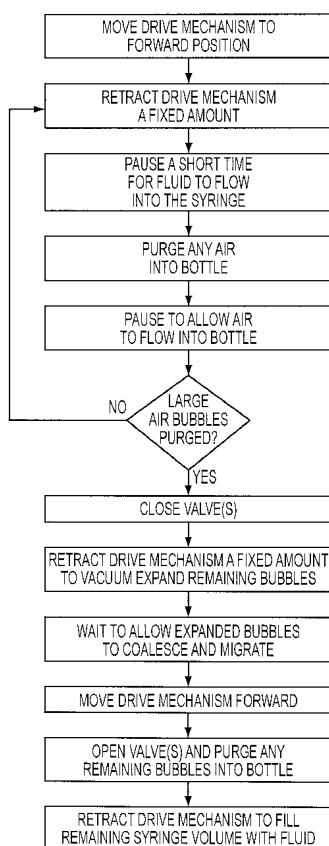 MOVE DRIVE MECHANISM TO
FORWARD POSITION
RETRACT DRIVE MECHANISM
A FIXED AMOUNT
PAUSE A SHORT TIME
FOR FLUID TO FLOW
INTO THE SYRINGE
PURGE ANY AIR
INTO BOTTLE
PAUSE TO ALLOW AIR
TO FLOW INTO BOTTLE
NO
LARGE
AIR BUBBLES
PURGED?
YES
CLOSE VALVE(S)
RETRACT DRIVE MECHANISM A FIXED AMOUNT
TO VACUUM EXPAND REMAINING BUBBLES
WAIT TO ALLOW EXPANDED BUBBLES
TO COALESCE AND MIGRATE
MOVE DRIVE MECHANISM FORWARD
OPEN VALVE(S) AND PURGE ANY
REMAINING BUBBLES INTO BOTTLE
RETRACT DRIVE MECHANISM TO FILL
REMAINING SYRINGE VOLUME WITH FLUID